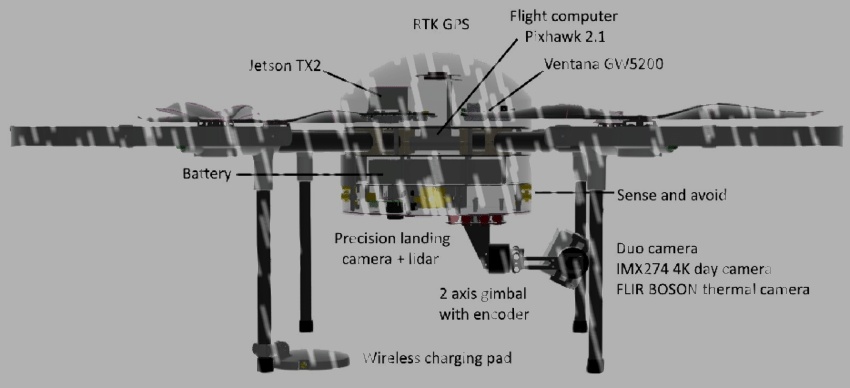 RTK GPS
Flight computer
Pixhawk 2.1
Jetson TX2
Ventana GW5200
Battery
Sense and avoid
Precision landing
camera + lidar
Duo camera
IMX274 4K day camera
FLIR BOSON thermal camera
2 axis gimbal
with encoder
Wireless charging pad